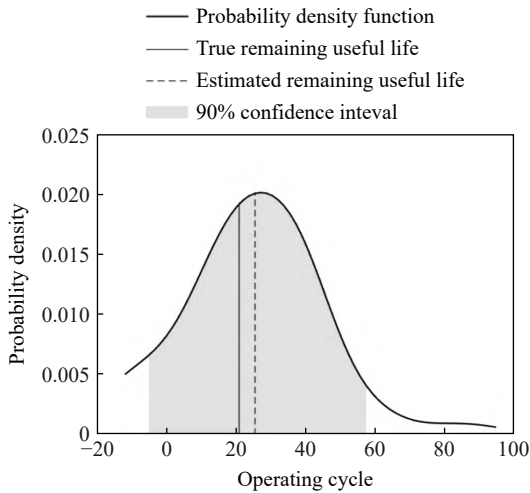 Probability density function
True remaining useful life
Estimated remaining useful life
90% confidence inteval
0.025
0.020
0.015
0.010
0.005
0
Probability density
−20 0 20 40 60 80 100
Operating cycle